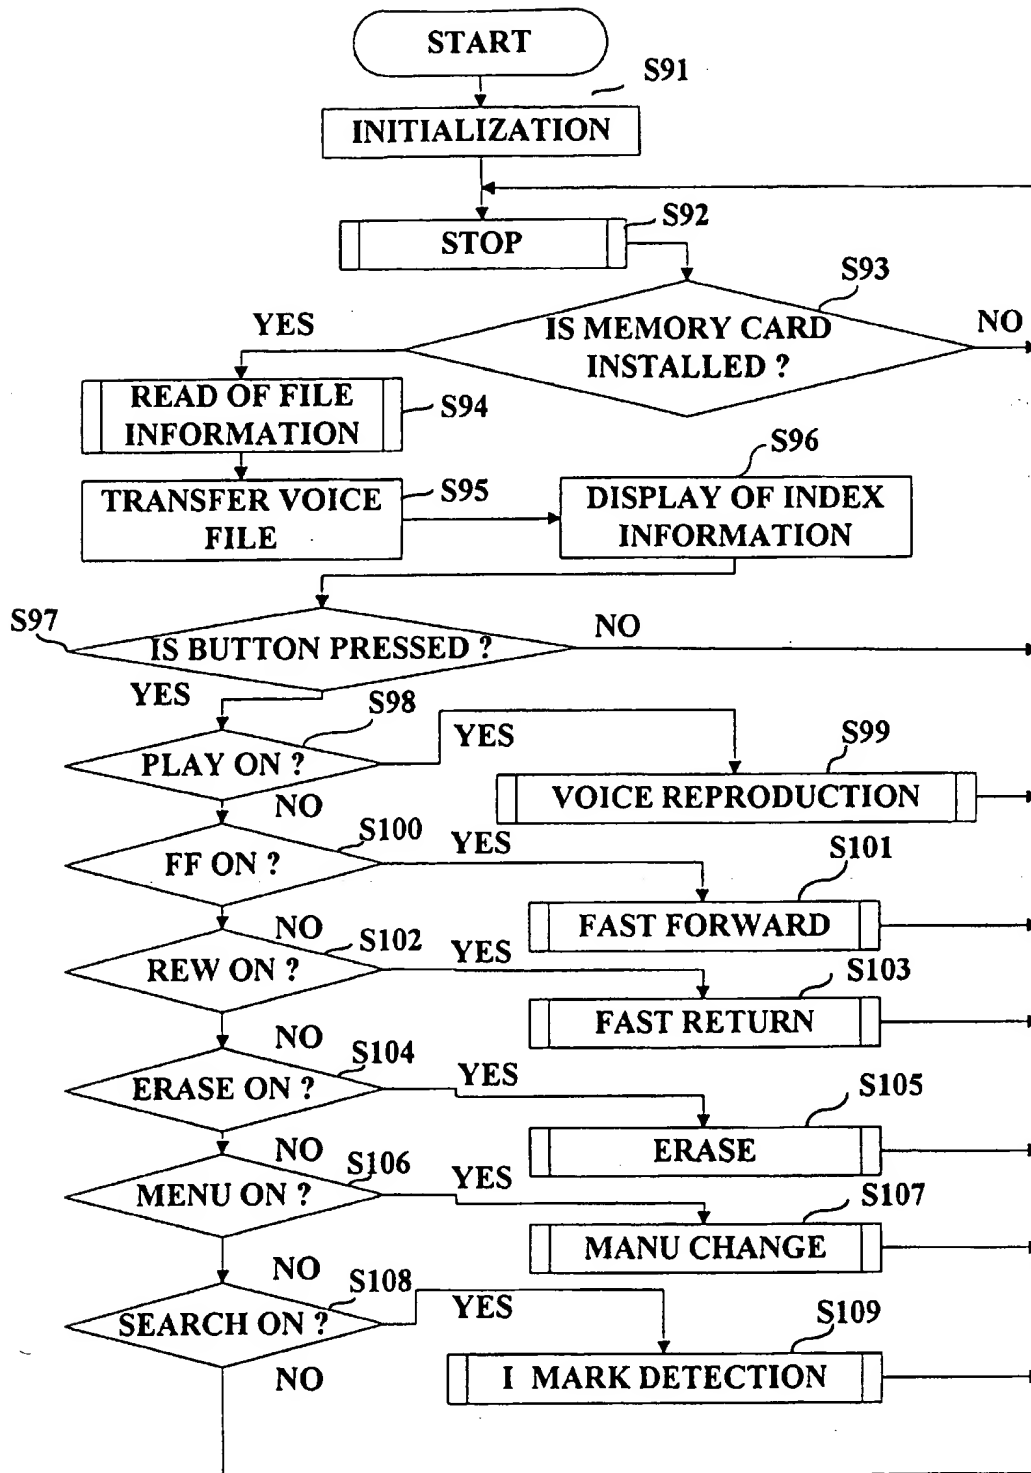 START
S91
INITIALIZATION
S92
STOP
S93
YES
IS MEMORY CARD
INSTALLED ?
NO
READ OF FILE
INFORMATION
S94
S96
TRANSFER VOICE
FILE
S95
DISPLAY OF INDEX
INFORMATION
S97
IS BUTTON PRESSED ?
NO
YES
S98
PLAY ON ?
YES
S99
VOICE REPRODUCTION
NO
S100
FF ON ?
YES
S101
FAST FORWARD
NO
S102
REW ON ?
YES
S103
FAST RETURN
NO
S104
ERASE ON ?
YES
S105
ERASE
NO
S106
MENU ON ?
YES
S107
MANU CHANGE
NO
S108
SEARCH ON ?
YES
S109
I MARK DETECTION
NO